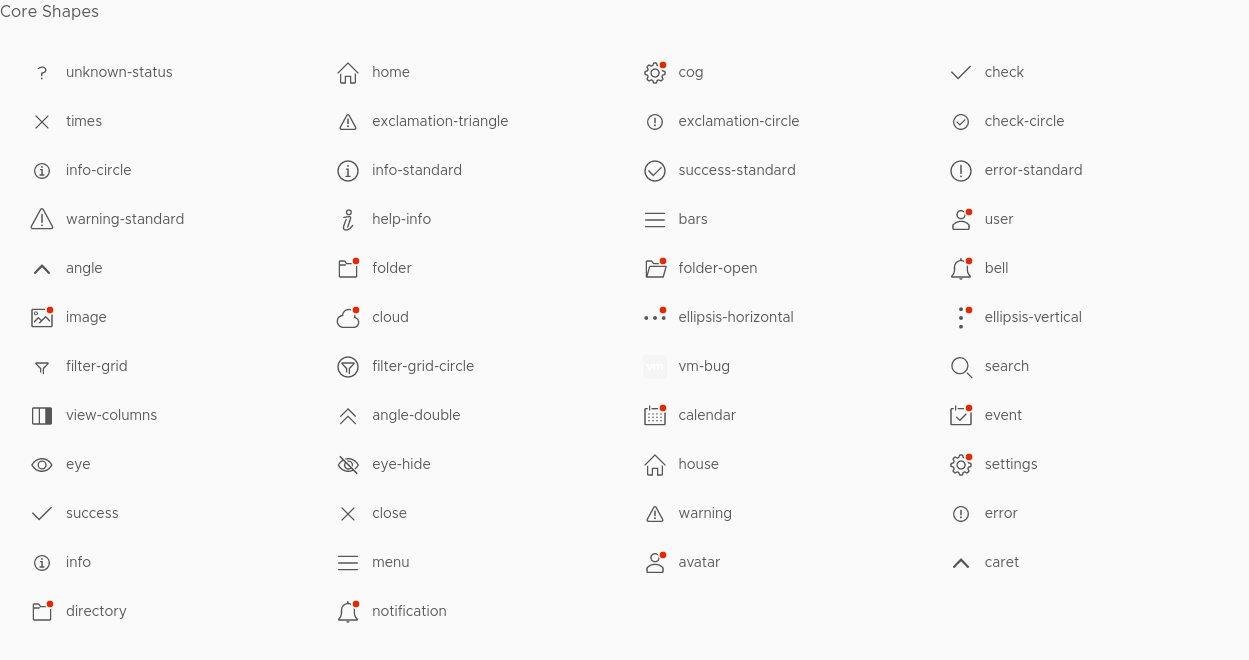 Core Shapes
unknown-status home cog check
times exclamation-triangle exclamation-circle check-circle
info-circle info-standard success-standard error-standard
warning-standard help-info bars user
angle folder folder-open bell
image cloud ellipsis-horizontal ellipsis-vertical
filter-grid filter-grid-circle vm vm-bug search
view-columns angle-double calendar event
eye eye-hide house settings
success close warning error
info menu avatar caret
directory notification